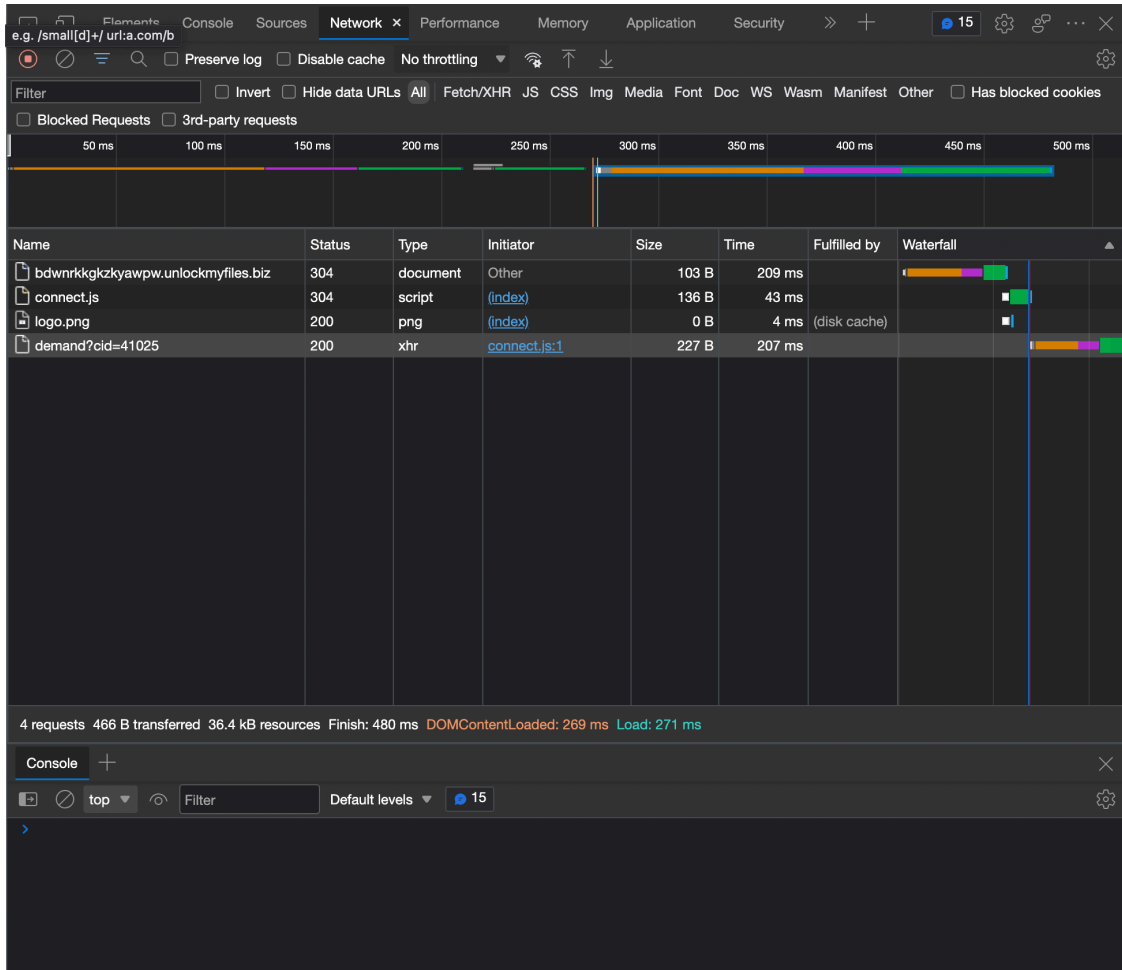 Elements Console Sources Network × Performance Memory Application Security 15
e.g. /small[d]+/ url:a.com/b
Preserve log Disable cache No throttling
Filter Invert Hide data URLs All Fetch/XHR JS CSS Img Media Font Doc WS Wasm Manifest Other Has blocked cookies
Blocked Requests 3rd-party requests
50 ms 100 ms 150 ms 200 ms 250 ms 300 ms 350 ms 400 ms 450 ms 500 ms
Name Status Type Initiator Size Time Fulfilled by Waterfall
bdwnrkkgkzkyawpw.unlockmyfiles.biz 304 document Other 103 B 209 ms
connect.js 304 script (index) 136 B 43 ms
logo.png 200 png (index) 0 B 4 ms (disk cache)
demand?cid=41025 200 xhr connect.js:1 227 B 207 ms
4 requests 466 B transferred 36.4 kB resources Finish: 480 ms DOMContentLoaded: 269 ms Load: 271 ms
Console
top Filter Default levels 15